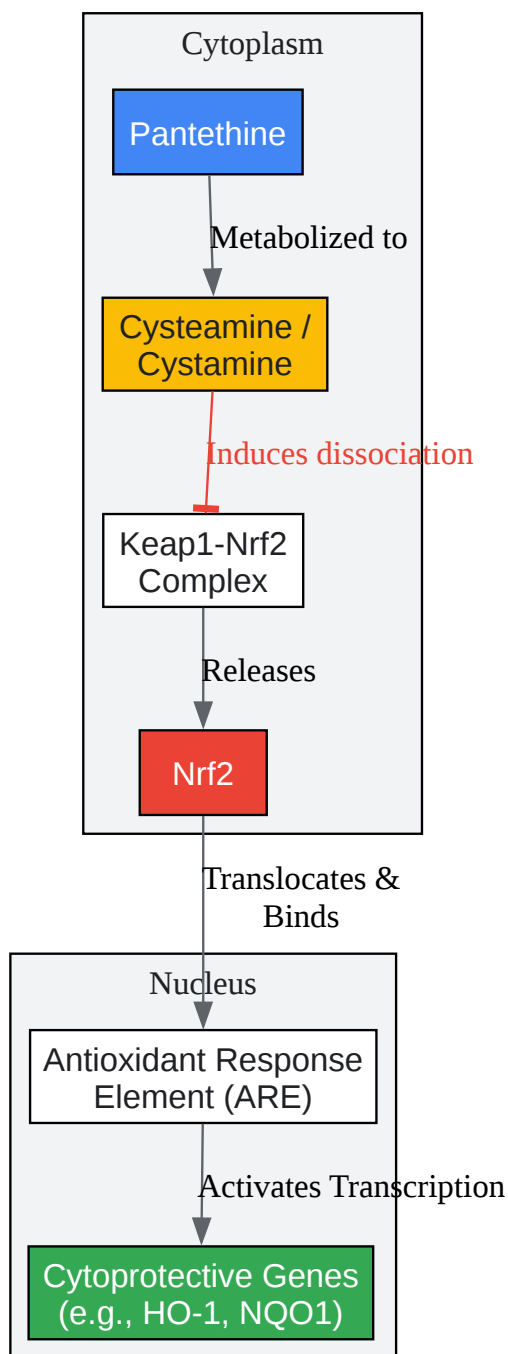 Cytoplasm
Pantethine
Metabolized to
Cysteamine /
Cystamine
Induces dissociation
Keap1-Nrf2
Complex
Releases
Nrf2
Translocates &
Binds
Nucleus
Antioxidant Response
Element (ARE)
Activates Transcription
Cytoprotective Genes
(e.g., HO-1, NQO1)